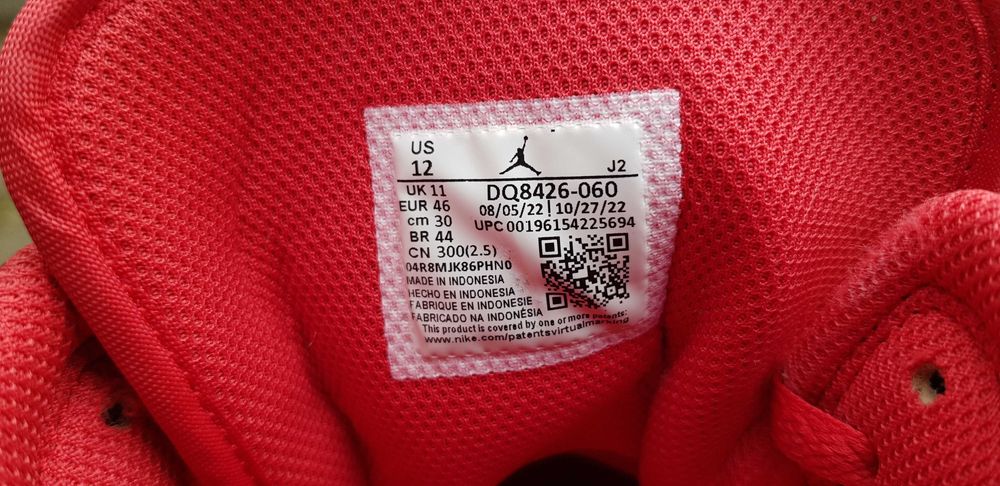 US
12
J2
UK 11
DQ8426-060
EUR 46
08/05/22 | 10/27/22
cm 30
UPC 00196154225694
BR 44
CN 300(2.5)
04R8MJK86PHN0
MADE IN INDONESIA
HECHO EN INDONESIA
FABRIQUE EN INDONESIE
FABRICADO NA INDONÉSIA
This product is covered by one or more patents:
www.nike.com/patentsvirtualmarking